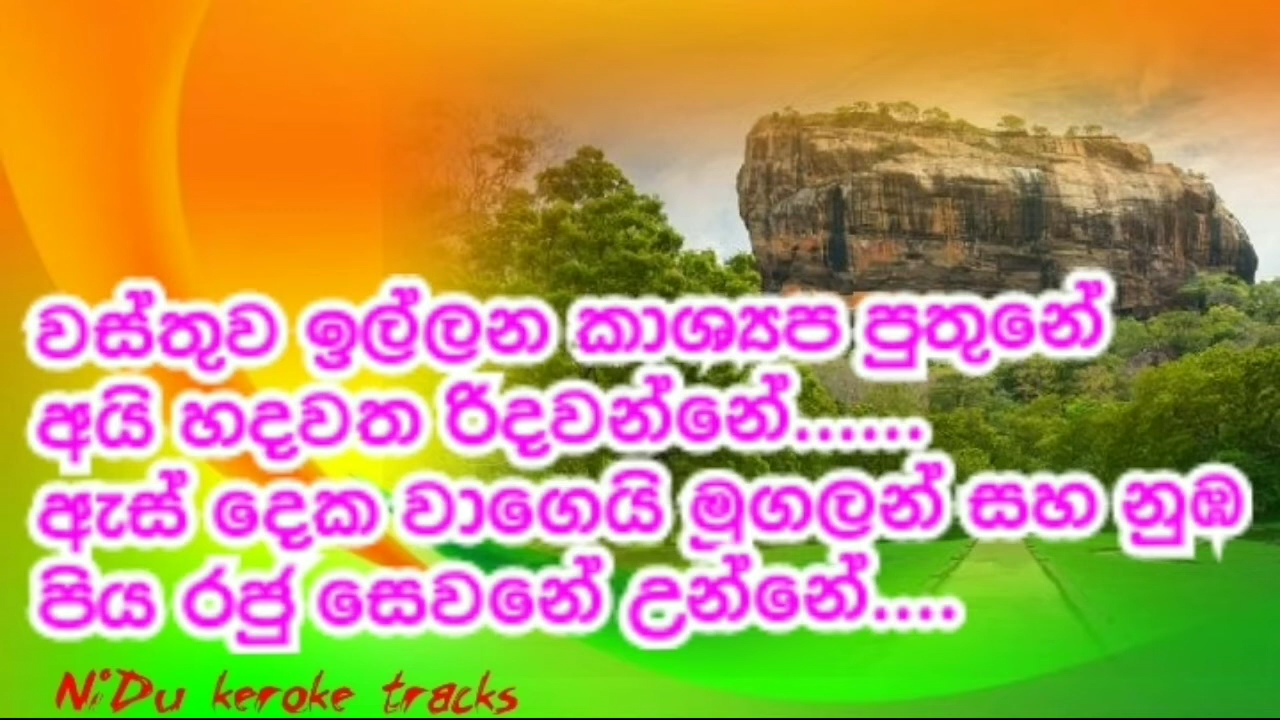 වස්තුව ඉල්ලන කාශ්‍යප පුතුනේ
අයි හදවත රිදවන්නේ......
ඇස් දෙක වාගෙයි මූගලන් සහ නුඹ
පිය රජු සෙවනේ උන්නේ....
NiDu keroke tracks